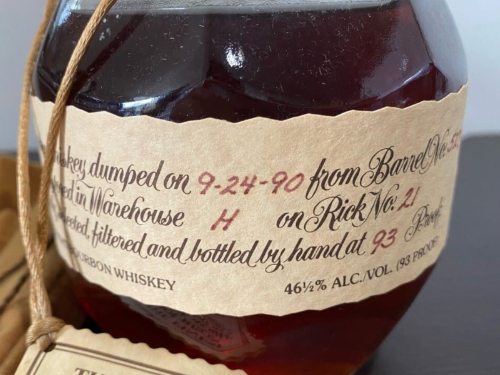 dumped on 9-24-90 from Barrel No.
in Warehouse H on Rick No. 21
filtered and bottled by hand at 93 Proof
BOURBON WHISKEY 46½% ALC./VOL. (93 PROOF